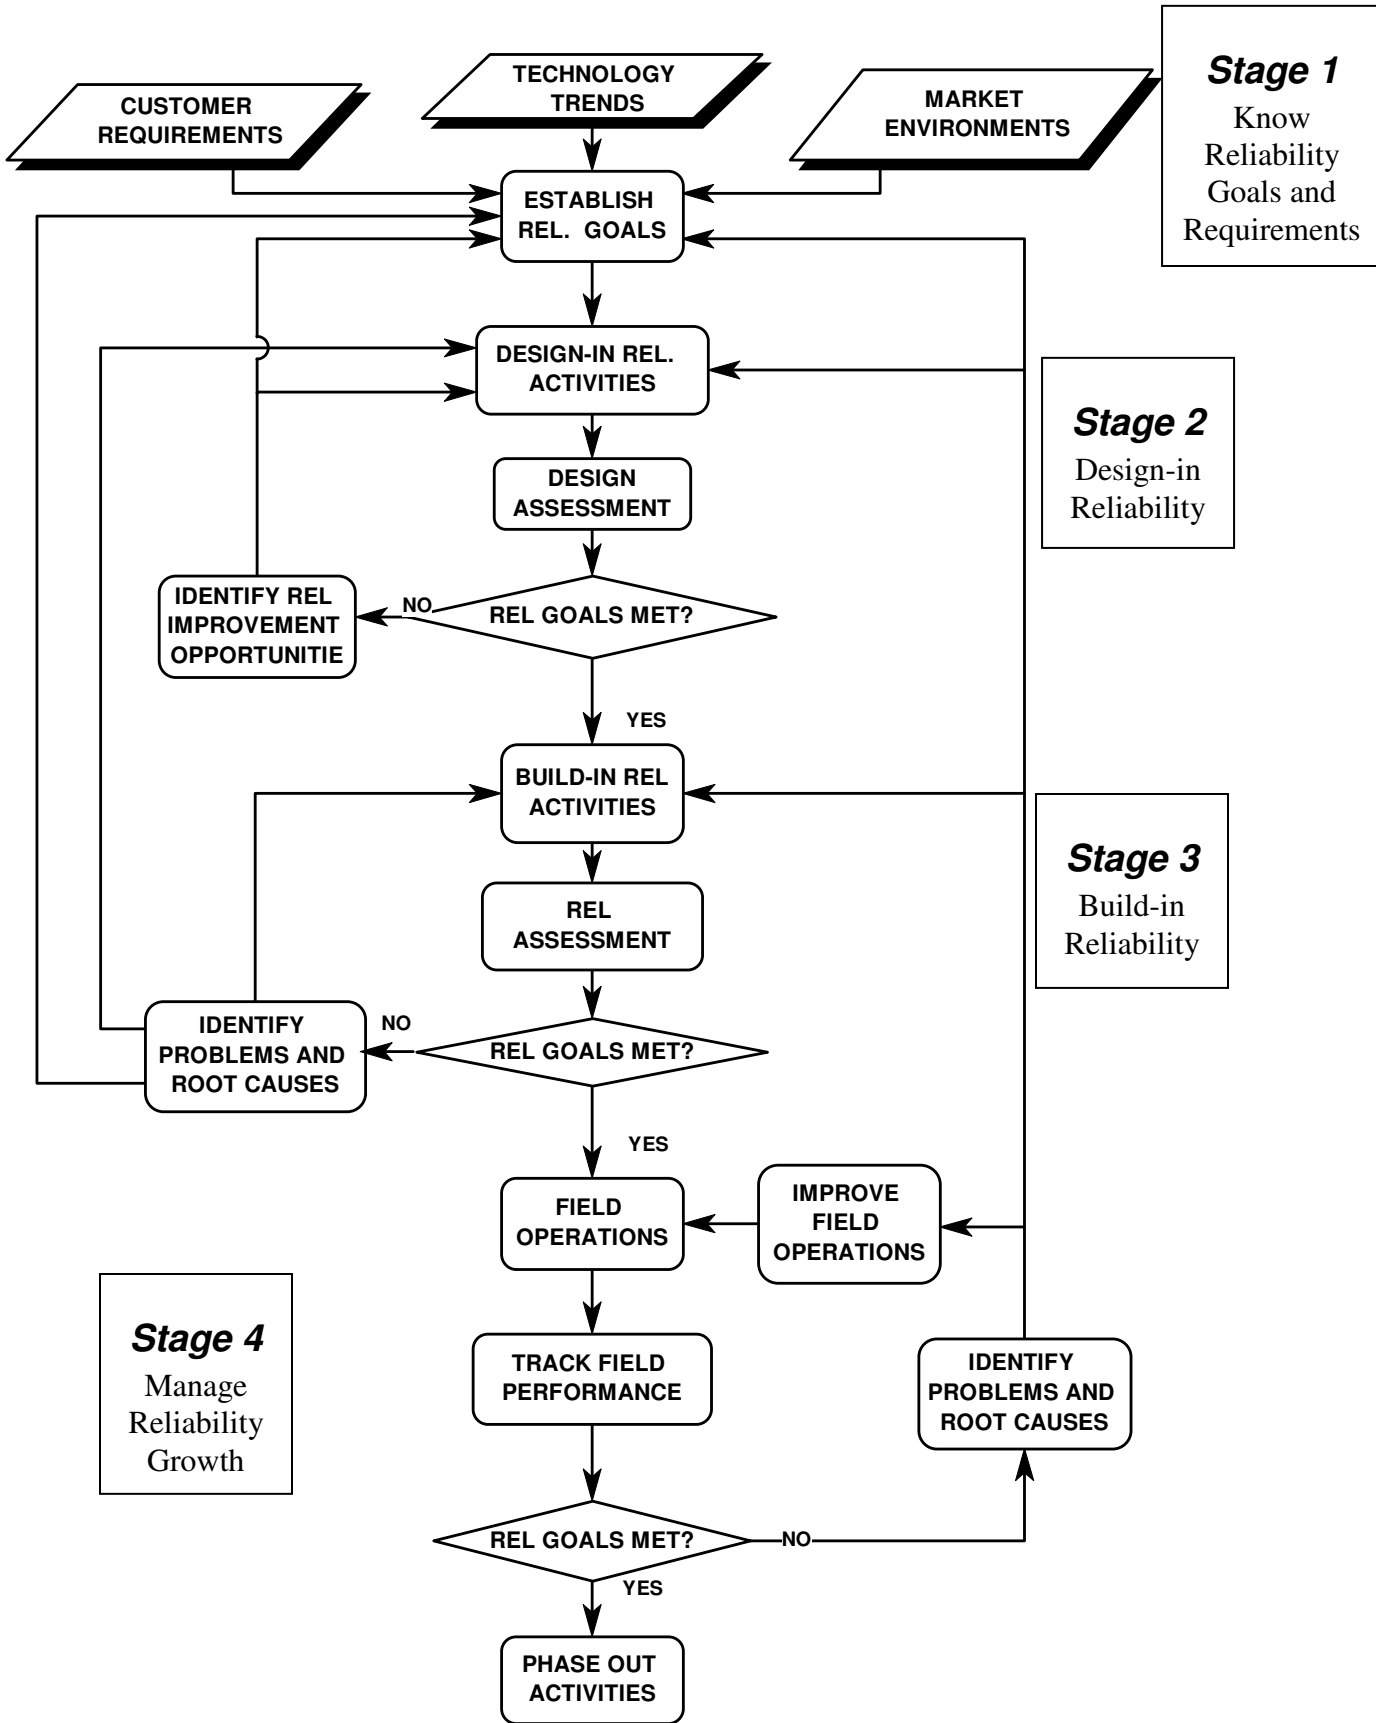 CUSTOMER
REQUIREMENTS
TECHNOLOGY
TRENDS
MARKET
ENVIRONMENTS
Stage 1
Know
Reliability
Goals and
Requirements
ESTABLISH
REL. GOALS
DESIGN-IN REL.
ACTIVITIES
Stage 2
Design-in
Reliability
DESIGN
ASSESSMENT
IDENTIFY REL
IMPROVEMENT
OPPORTUNITIE
NO
REL GOALS MET?
YES
BUILD-IN REL
ACTIVITIES
Stage 3
Build-in
Reliability
REL
ASSESSMENT
IDENTIFY
PROBLEMS AND
ROOT CAUSES
NO
REL GOALS MET?
YES
FIELD
OPERATIONS
IMPROVE
FIELD
OPERATIONS
Stage 4
Manage
Reliability
Growth
TRACK FIELD
PERFORMANCE
IDENTIFY
PROBLEMS AND
ROOT CAUSES
REL GOALS MET?
NO
YES
PHASE OUT
ACTIVITIES